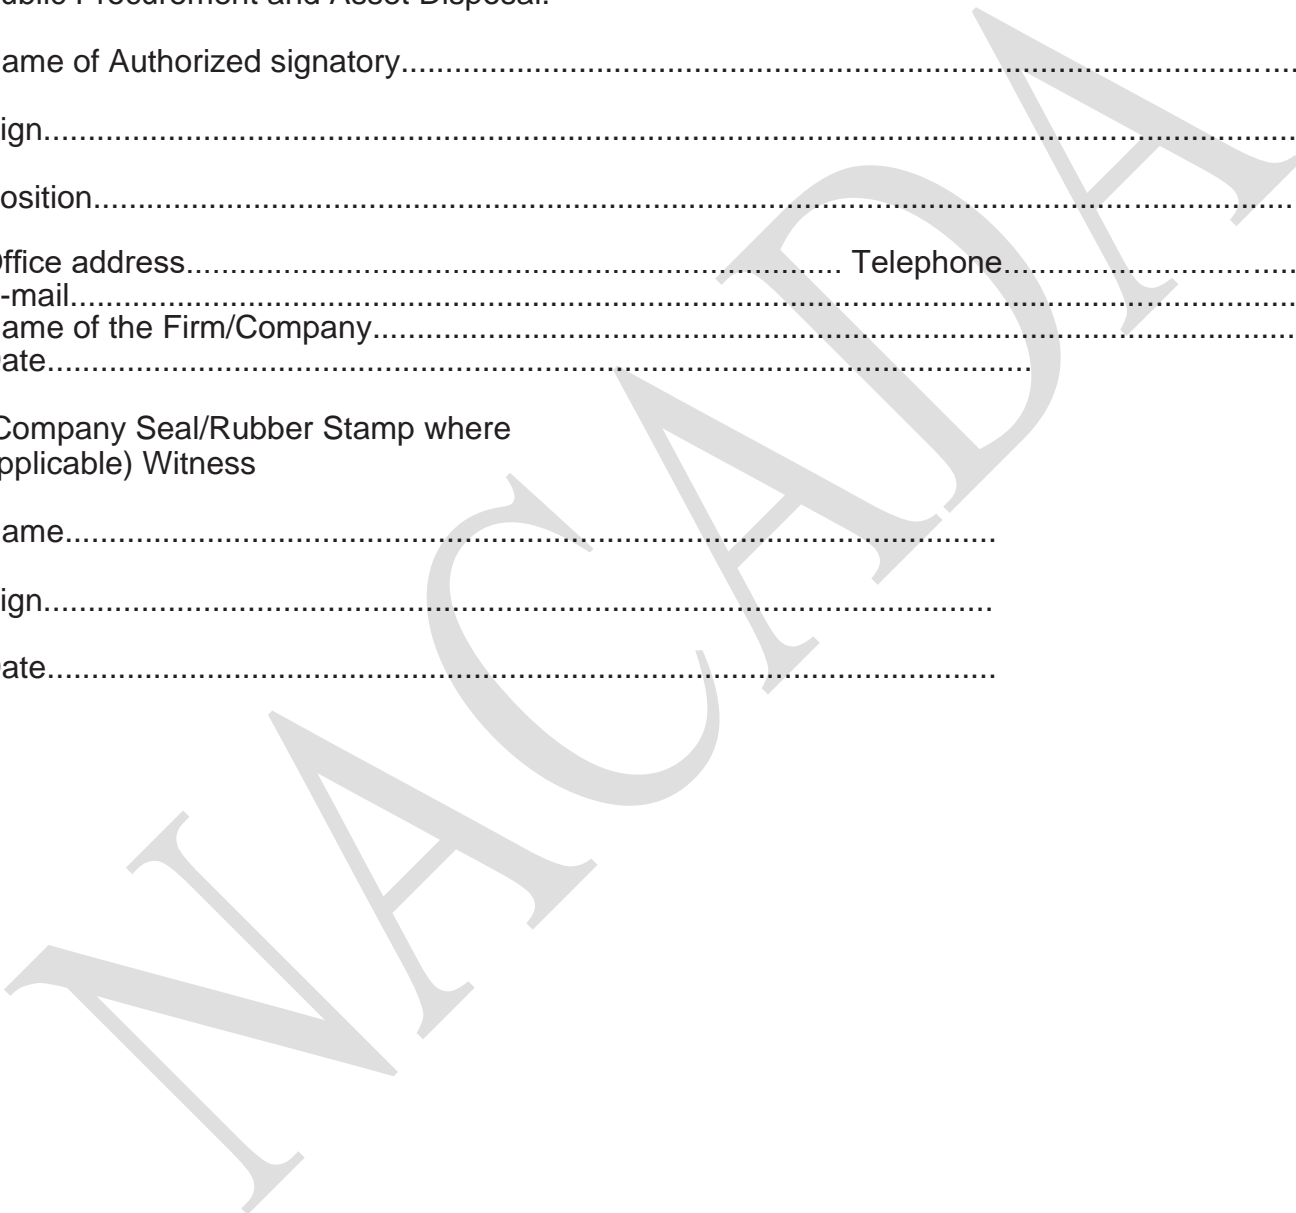 ublic Procurement and Asset Disposal.
ame of Authorized signatory....................................................................................................
ign....................................................................................................
osition....................................................................................................
ffice address.......................................................................... Telephone.................................
-mail....................................................................................................
ame of the Firm/Company....................................................................................................
ate....................................................................................................
Company Seal/Rubber Stamp where
pplicable) Witness
ame....................................................................................................
ign....................................................................................................
ate....................................................................................................
NACADA